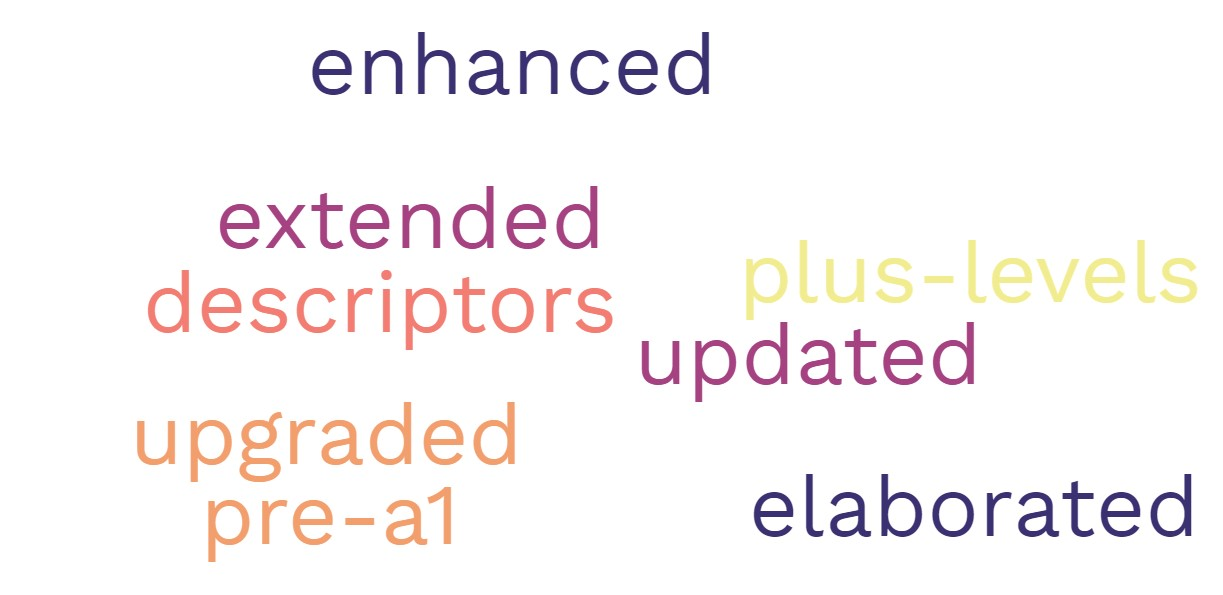 enhanced
extended
descriptors
plus-levels
updated
upgraded
pre-a1
elaborated